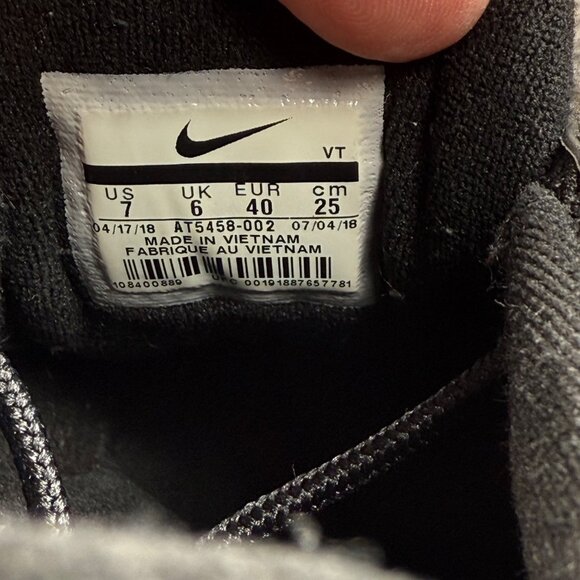 VT
US UK EUR cm
7 6 40 25
04/17/18 AT5458-002 07/04/18
MADE IN VIETNAM
FABRIQUE AU VIETNAM
108400889 00191887657781